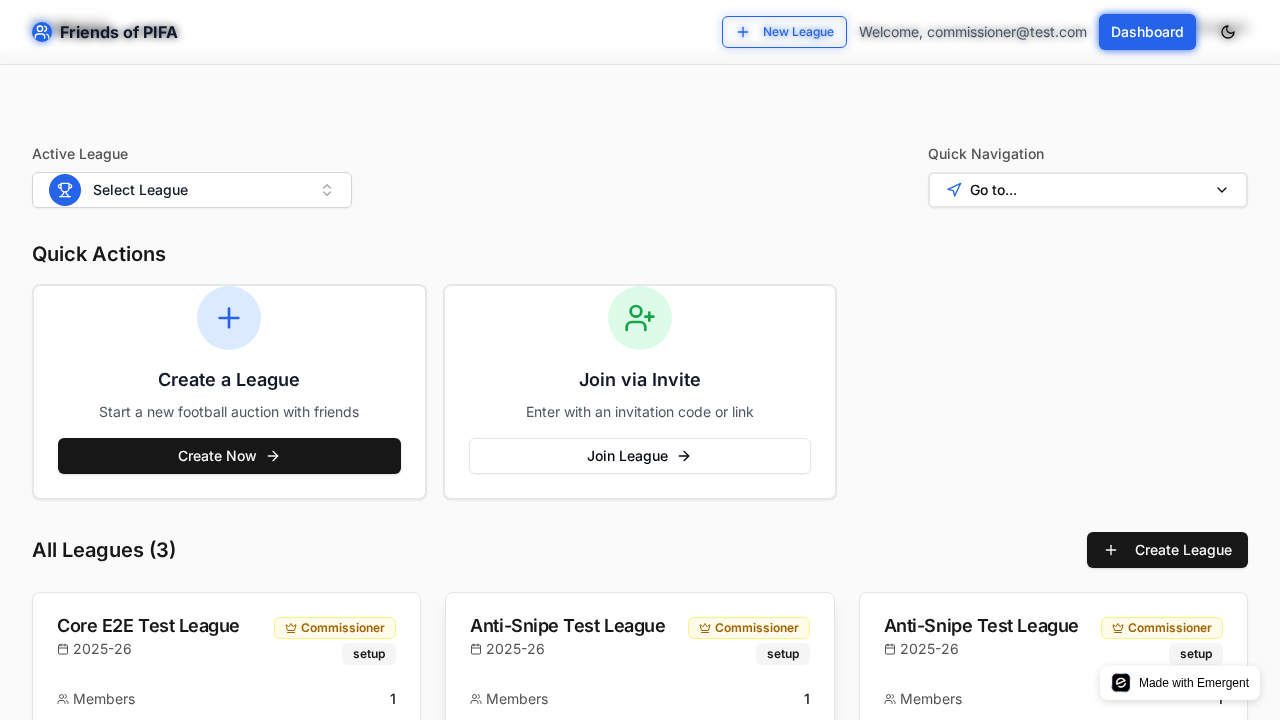 Friends of PIFA
New League
Welcome, commissioner@test.com
Dashboard
Active League
Select League
Quick Navigation
Go to...
Quick Actions
Create a League
Start a new football auction with friends
Create Now
Join via Invite
Enter with an invitation code or link
Join League
All Leagues (3)
Create League
Core E2E Test League
Commissioner
2025-26
setup
Members
1
Anti-Snipe Test League
Commissioner
2025-26
setup
Members
1
Anti-Snipe Test League
Commissioner
2025-26
setup
Members
Made with Emergent